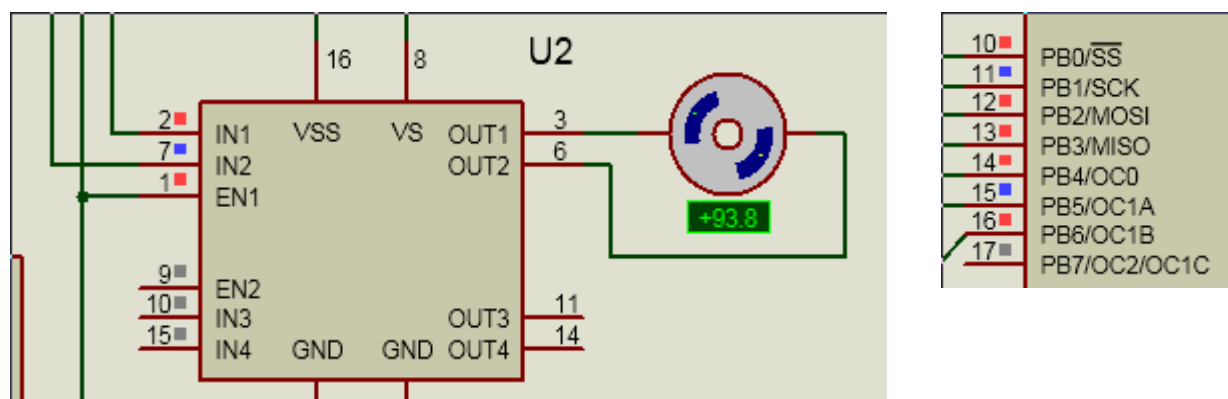 U2
16
8
2
IN1
VSS
VS
OUT1
3
7
IN2
OUT2
6
1
EN1
+93.8
9
EN2
10
IN3
OUT3
11
15
IN4
GND
GND
OUT4
14
10
PB0/SS
11
PB1/SCK
12
PB2/MOSI
13
PB3/MISO
14
PB4/OC0
15
PB5/OC1A
16
PB6/OC1B
17
PB7/OC2/OC1C